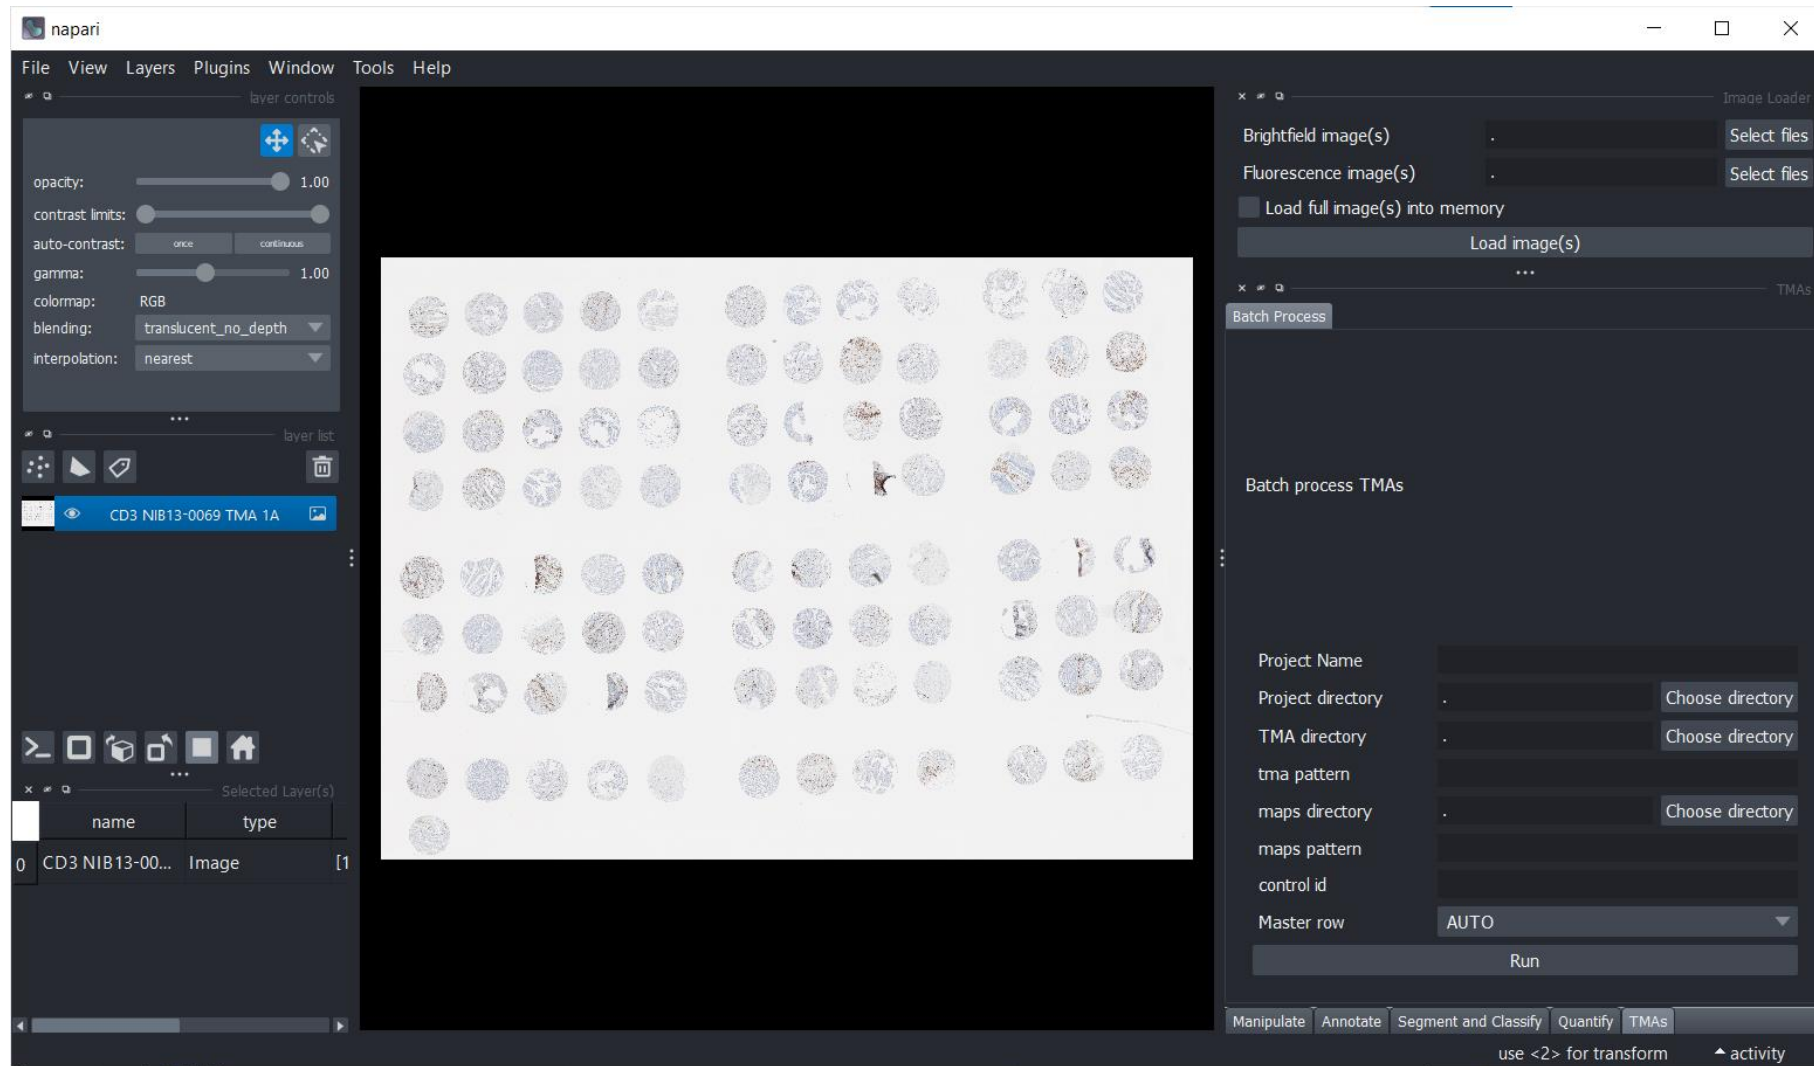 napari
File View Layers Plugins Window Tools Help
layer controls
opacity: 1.00
contrast limits:
auto-contrast: once continuous
gamma: 1.00
colormap: RGB
blending: translucent_no_depth
interpolation: nearest
layer list
CD3 NIB13-0069 TMA 1A
Selected Layer(s)
name type
0 CD3 NIB13-00... Image [1
Image Loader
Brightfield image(s) . Select files
Fluorescence image(s) . Select files
Load full image(s) into memory
Load image(s)
TMAs
Batch Process
Batch process TMAs
Project Name
Project directory . Choose directory
TMA directory . Choose directory
tma pattern
maps directory . Choose directory
maps pattern
control id
Master row AUTO
Run
Manipulate Annotate Segment and Classify Quantify TMAs
use <2> for transform activity